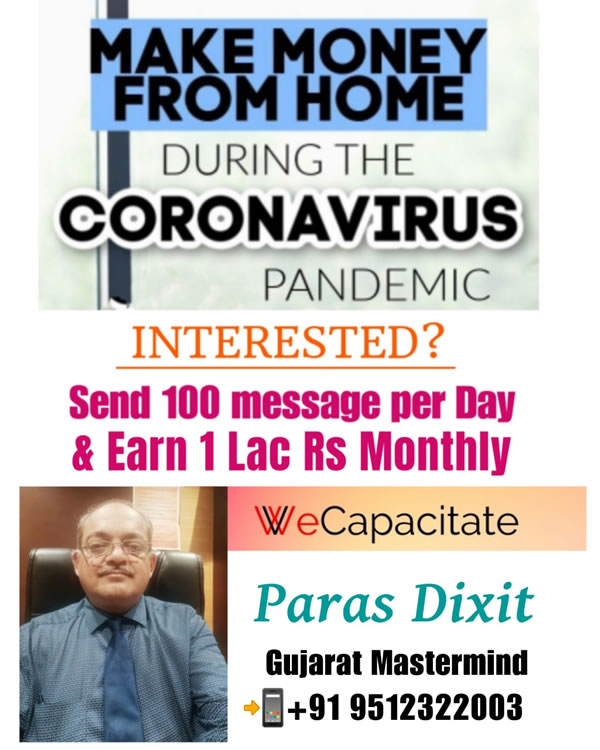 MAKE MONEY
FROM HOME
DURING THE
CORONAVIRUS
PANDEMIC
INTERESTED?
Send 100 message per Day
& Earn 1 Lac Rs Monthly
WeCapacitate
Paras Dixit
Gujarat Mastermind
+91 9512322003